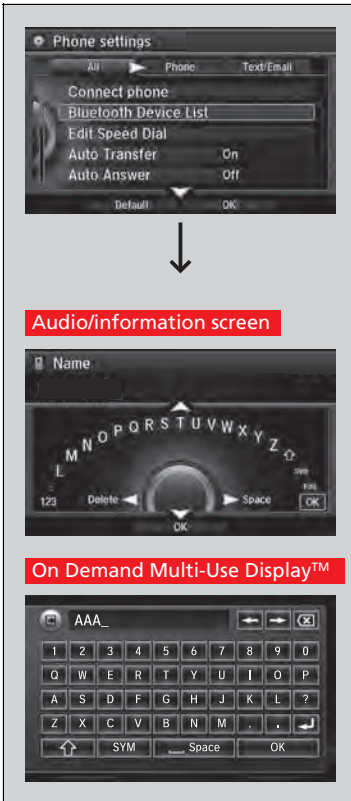 Phone settings
All Phone Text/Email
Connect phone
Bluetooth Device List
Edit Speed Dial
Auto Transfer On
Auto Answer Off
Default OK
Audio/information screen
Name
L M N O P Q R S T U V W X Y Z
123 Delete Space OK
OK
On Demand Multi-Use Display™
AAA_
1 2 3 4 5 6 7 8 9 0
Q W E R T Y U I O P
A S D F G H J K L ?
Z X C V B N M . .
SYM Space OK